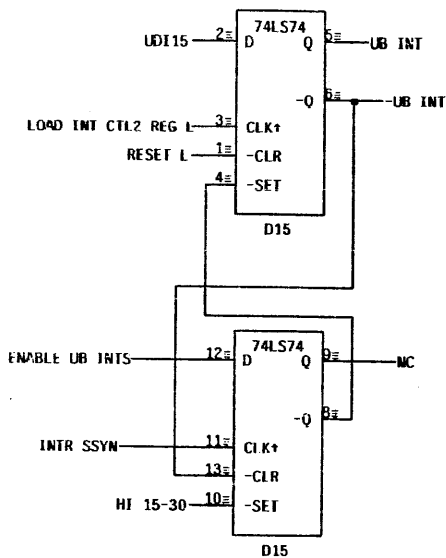 74LS74
UDI15 2 D Q 5 UB INT
-Q 6 -UB INT
LOAD INT CTL2 REG L 3 CLK↑
RESET L 1 -CLR
4 -SET
D15
74LS74
ENABLE UB INTS 12 D Q 9 NC
-Q 8
INTR SSYN 11 CLK↑
13 -CLR
HI 15-30 10 -SET
D15